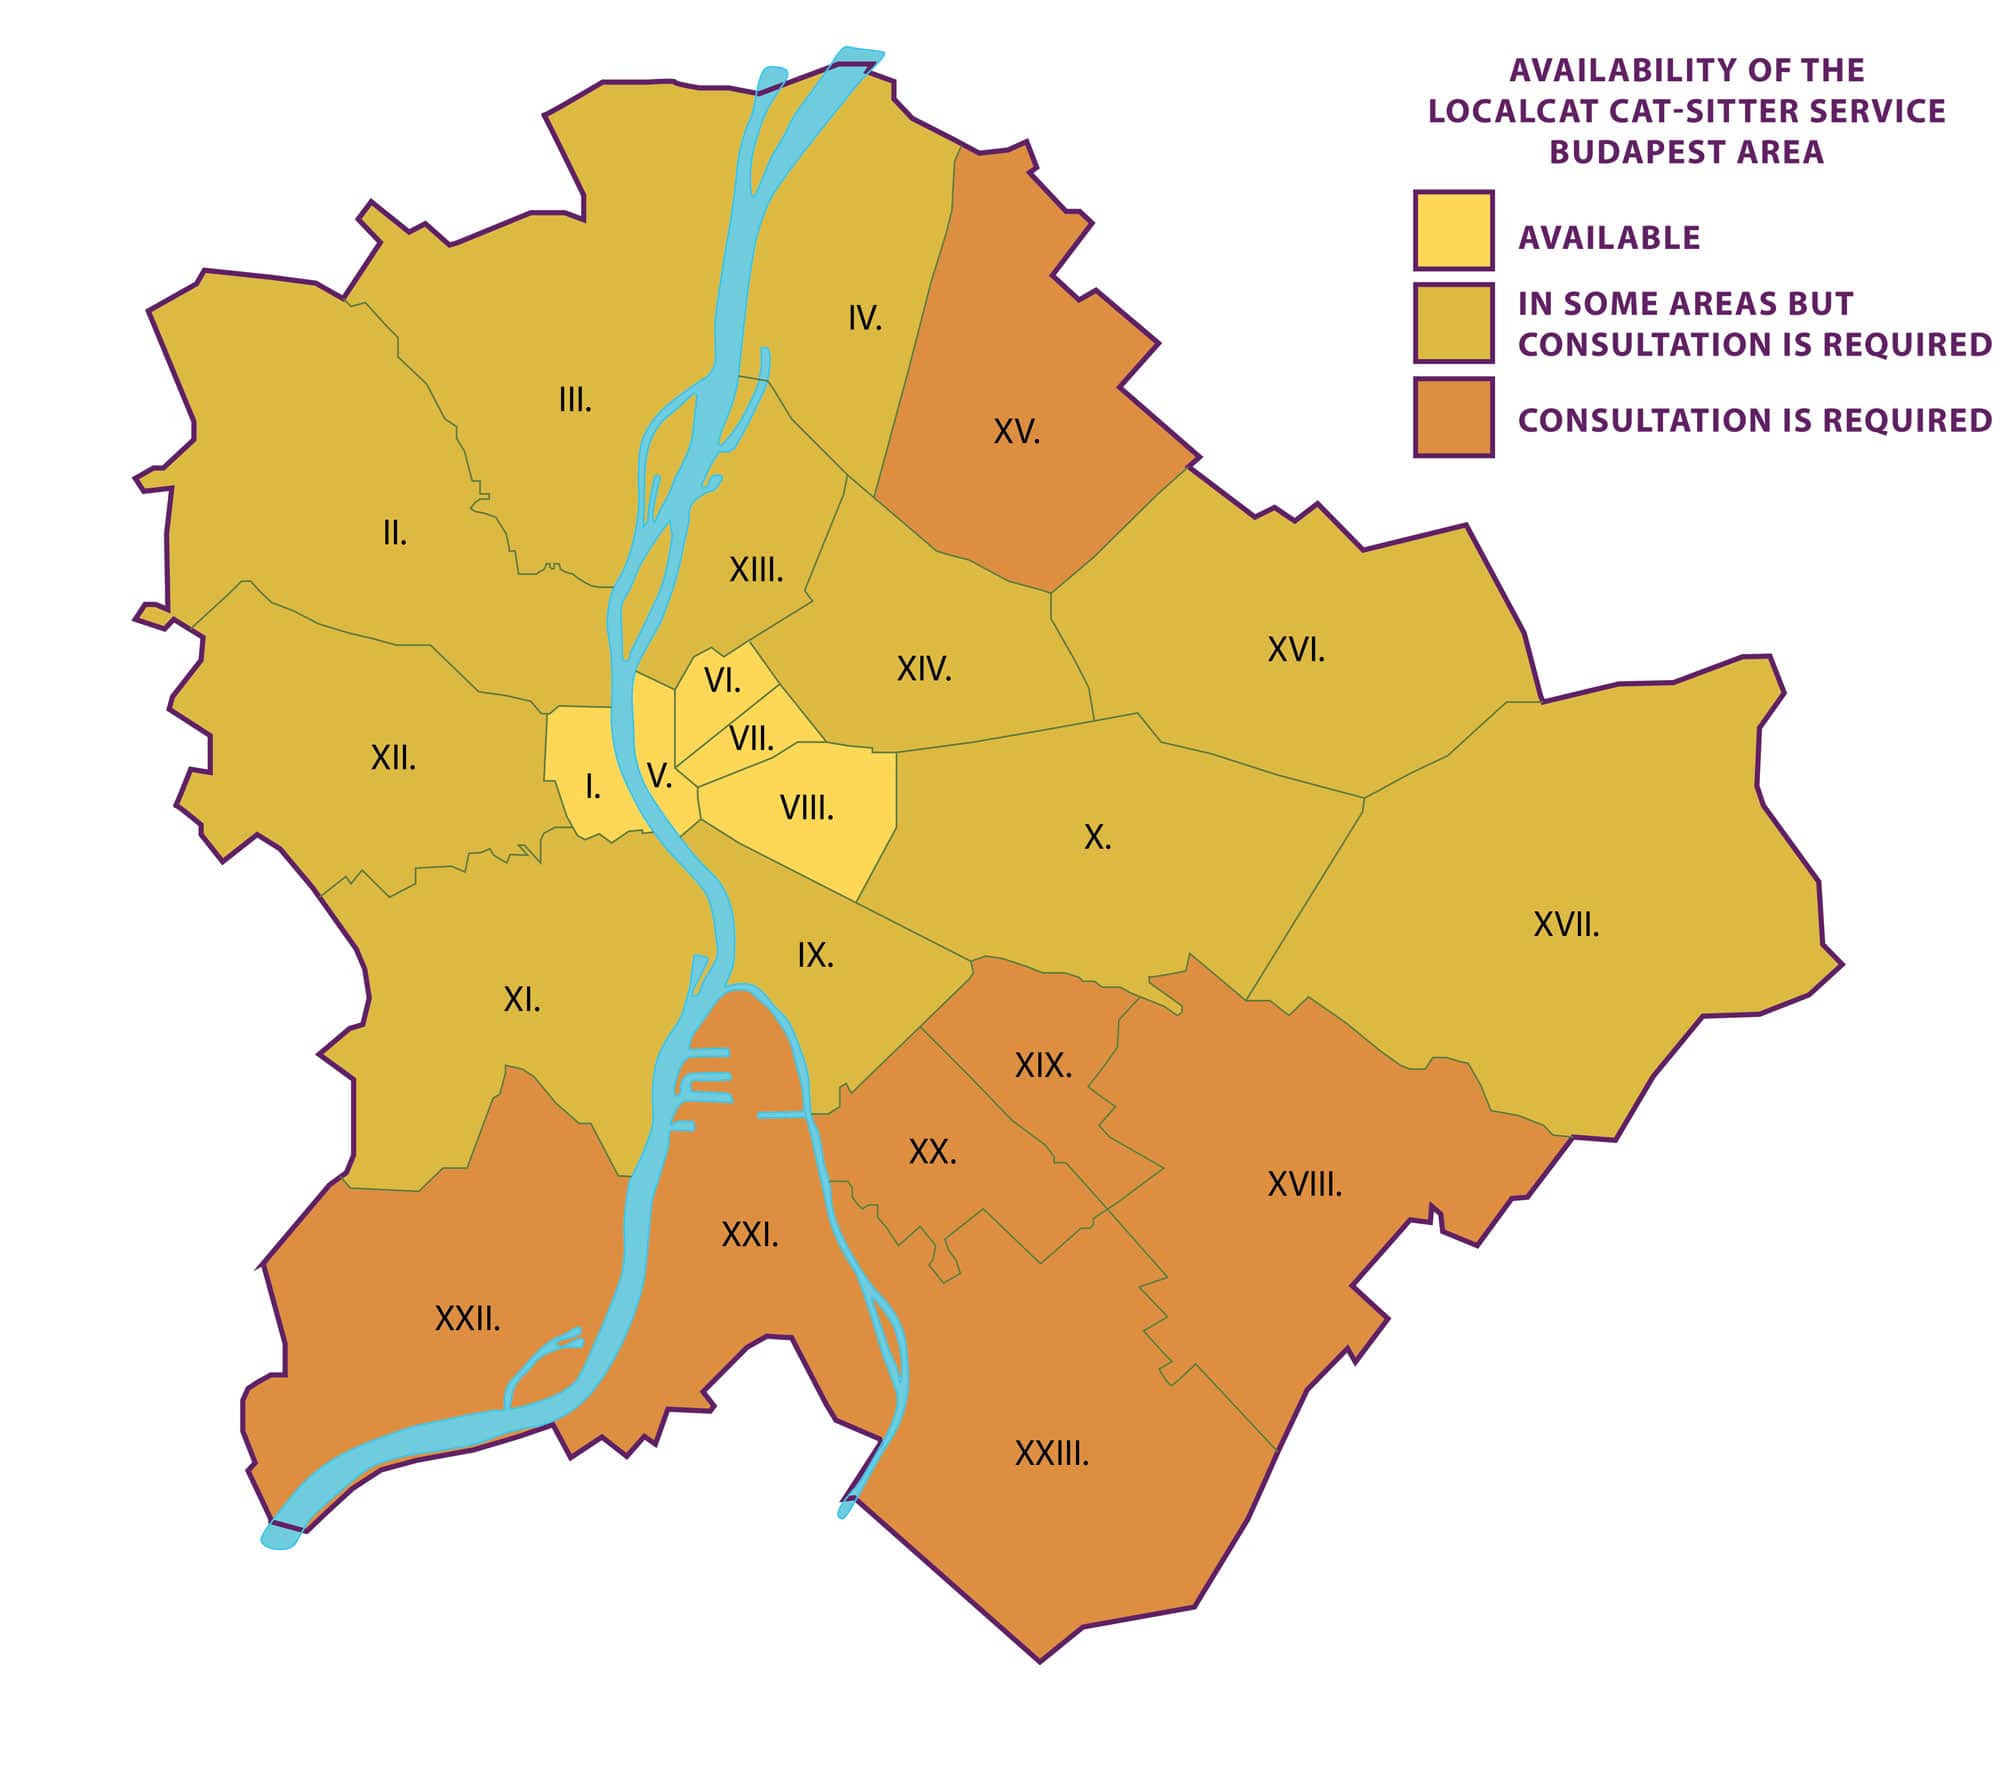 AVAILABILITY OF THE
LOCALCAT CAT-SITTER SERVICE
BUDAPEST AREA
AVAILABLE
IN SOME AREAS BUT
CONSULTATION IS REQUIRED
CONSULTATION IS REQUIRED
IV.
III.
XV.
II.
XIII.
XVI.
XIV.
VI.
VII.
XII.
V.
I.
VIII.
X.
XVII.
IX.
XI.
XIX.
XX.
XVIII.
XXI.
XXII.
XXIII.